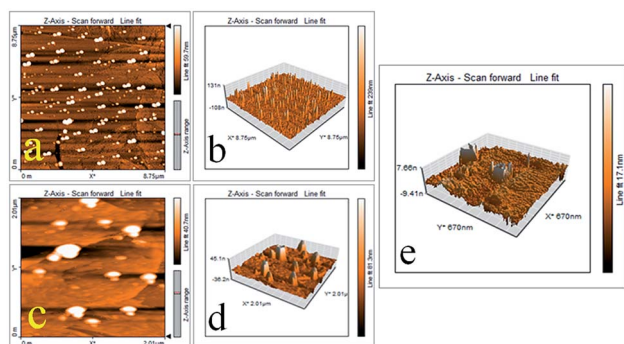 Z-Axis - Scan forward Line fit
8.75µm
Y*
0 m
0 m X* 8.75µm
Line fit 59.7nm
Z-Axis range
a
Z-Axis - Scan forward Line fit
131n
-108n
X* 8.75µm
Y* 8.75µm
Line fit 239nm
b
Z-Axis - Scan forward Line fit
2.01µm
Y*
0 m
0 m X* 2.01µm
Line fit 40.7nm
Z-Axis range
c
Z-Axis - Scan forward Line fit
45.1n
-36.2n
X* 2.01µm
Y* 2.01µ
Line fit 81.3nm
d
Z-Axis - Scan forward Line fit
7.66n
-9.41n
Y* 670nm
X* 670nm
Line fit 17.1nm
e